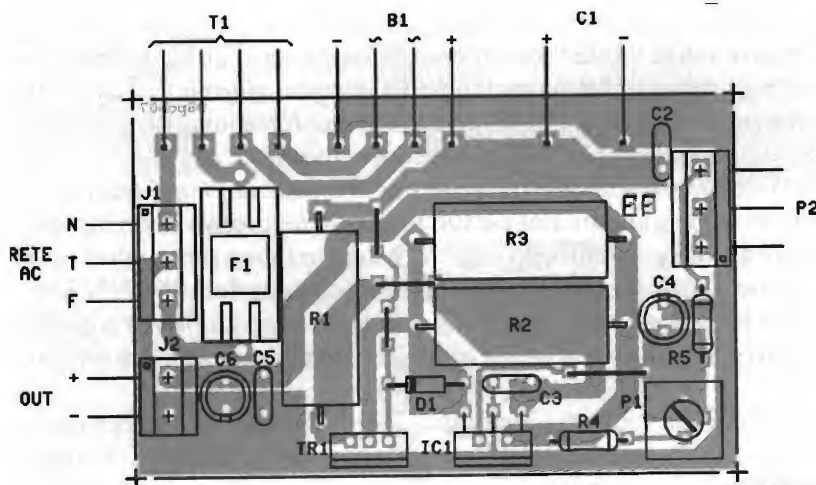 T1 B1 C1
- ~ ~ + + -
C2
J1
N
RETE
AC
T
F
F1
R3
P2
R1
R2
C4
R5
J2
C6 C5
+
OUT
-
D1
C3
P1
TR1
IC1
R4